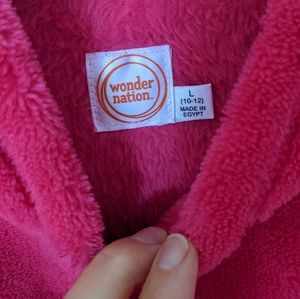 wonder
nation.
L
(10-12)
MADE IN
EGYPT